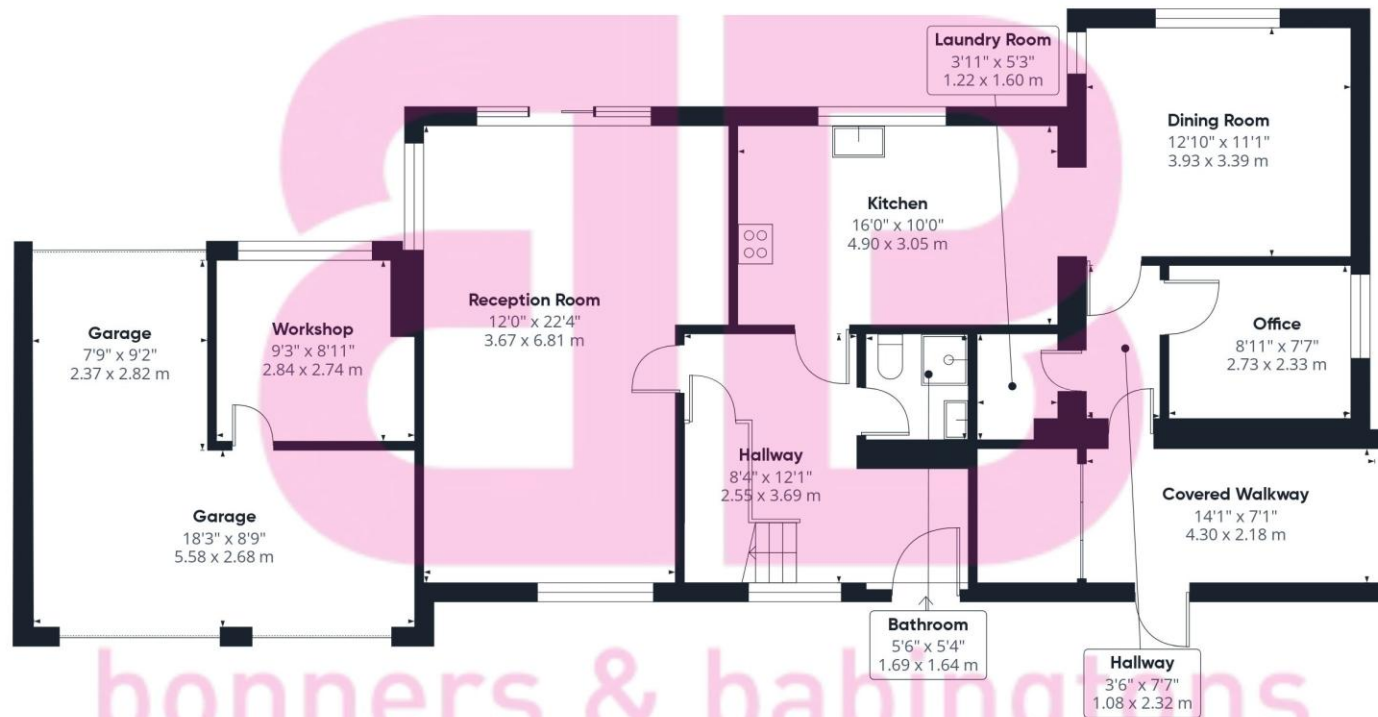 Laundry Room
3'11" x 5'3"
1.22 x 1.60 m
Dining Room
12'10" x 11'1"
3.93 x 3.39 m
Kitchen
16'0" x 10'0"
4.90 x 3.05 m
Reception Room
12'0" x 22'4"
3.67 x 6.81 m
Garage
7'9" x 9'2"
2.37 x 2.82 m
Workshop
9'3" x 8'11"
2.84 x 2.74 m
Office
8'11" x 7'7"
2.73 x 2.33 m
Hallway
8'4" x 12'1"
2.55 x 3.69 m
Covered Walkway
14'1" x 7'1"
4.30 x 2.18 m
Garage
18'3" x 8'9"
5.58 x 2.68 m
Bathroom
5'6" x 5'4"
1.69 x 1.64 m
Hallway
3'6" x 7'7"
1.08 x 2.32 m
bonners & babingtons